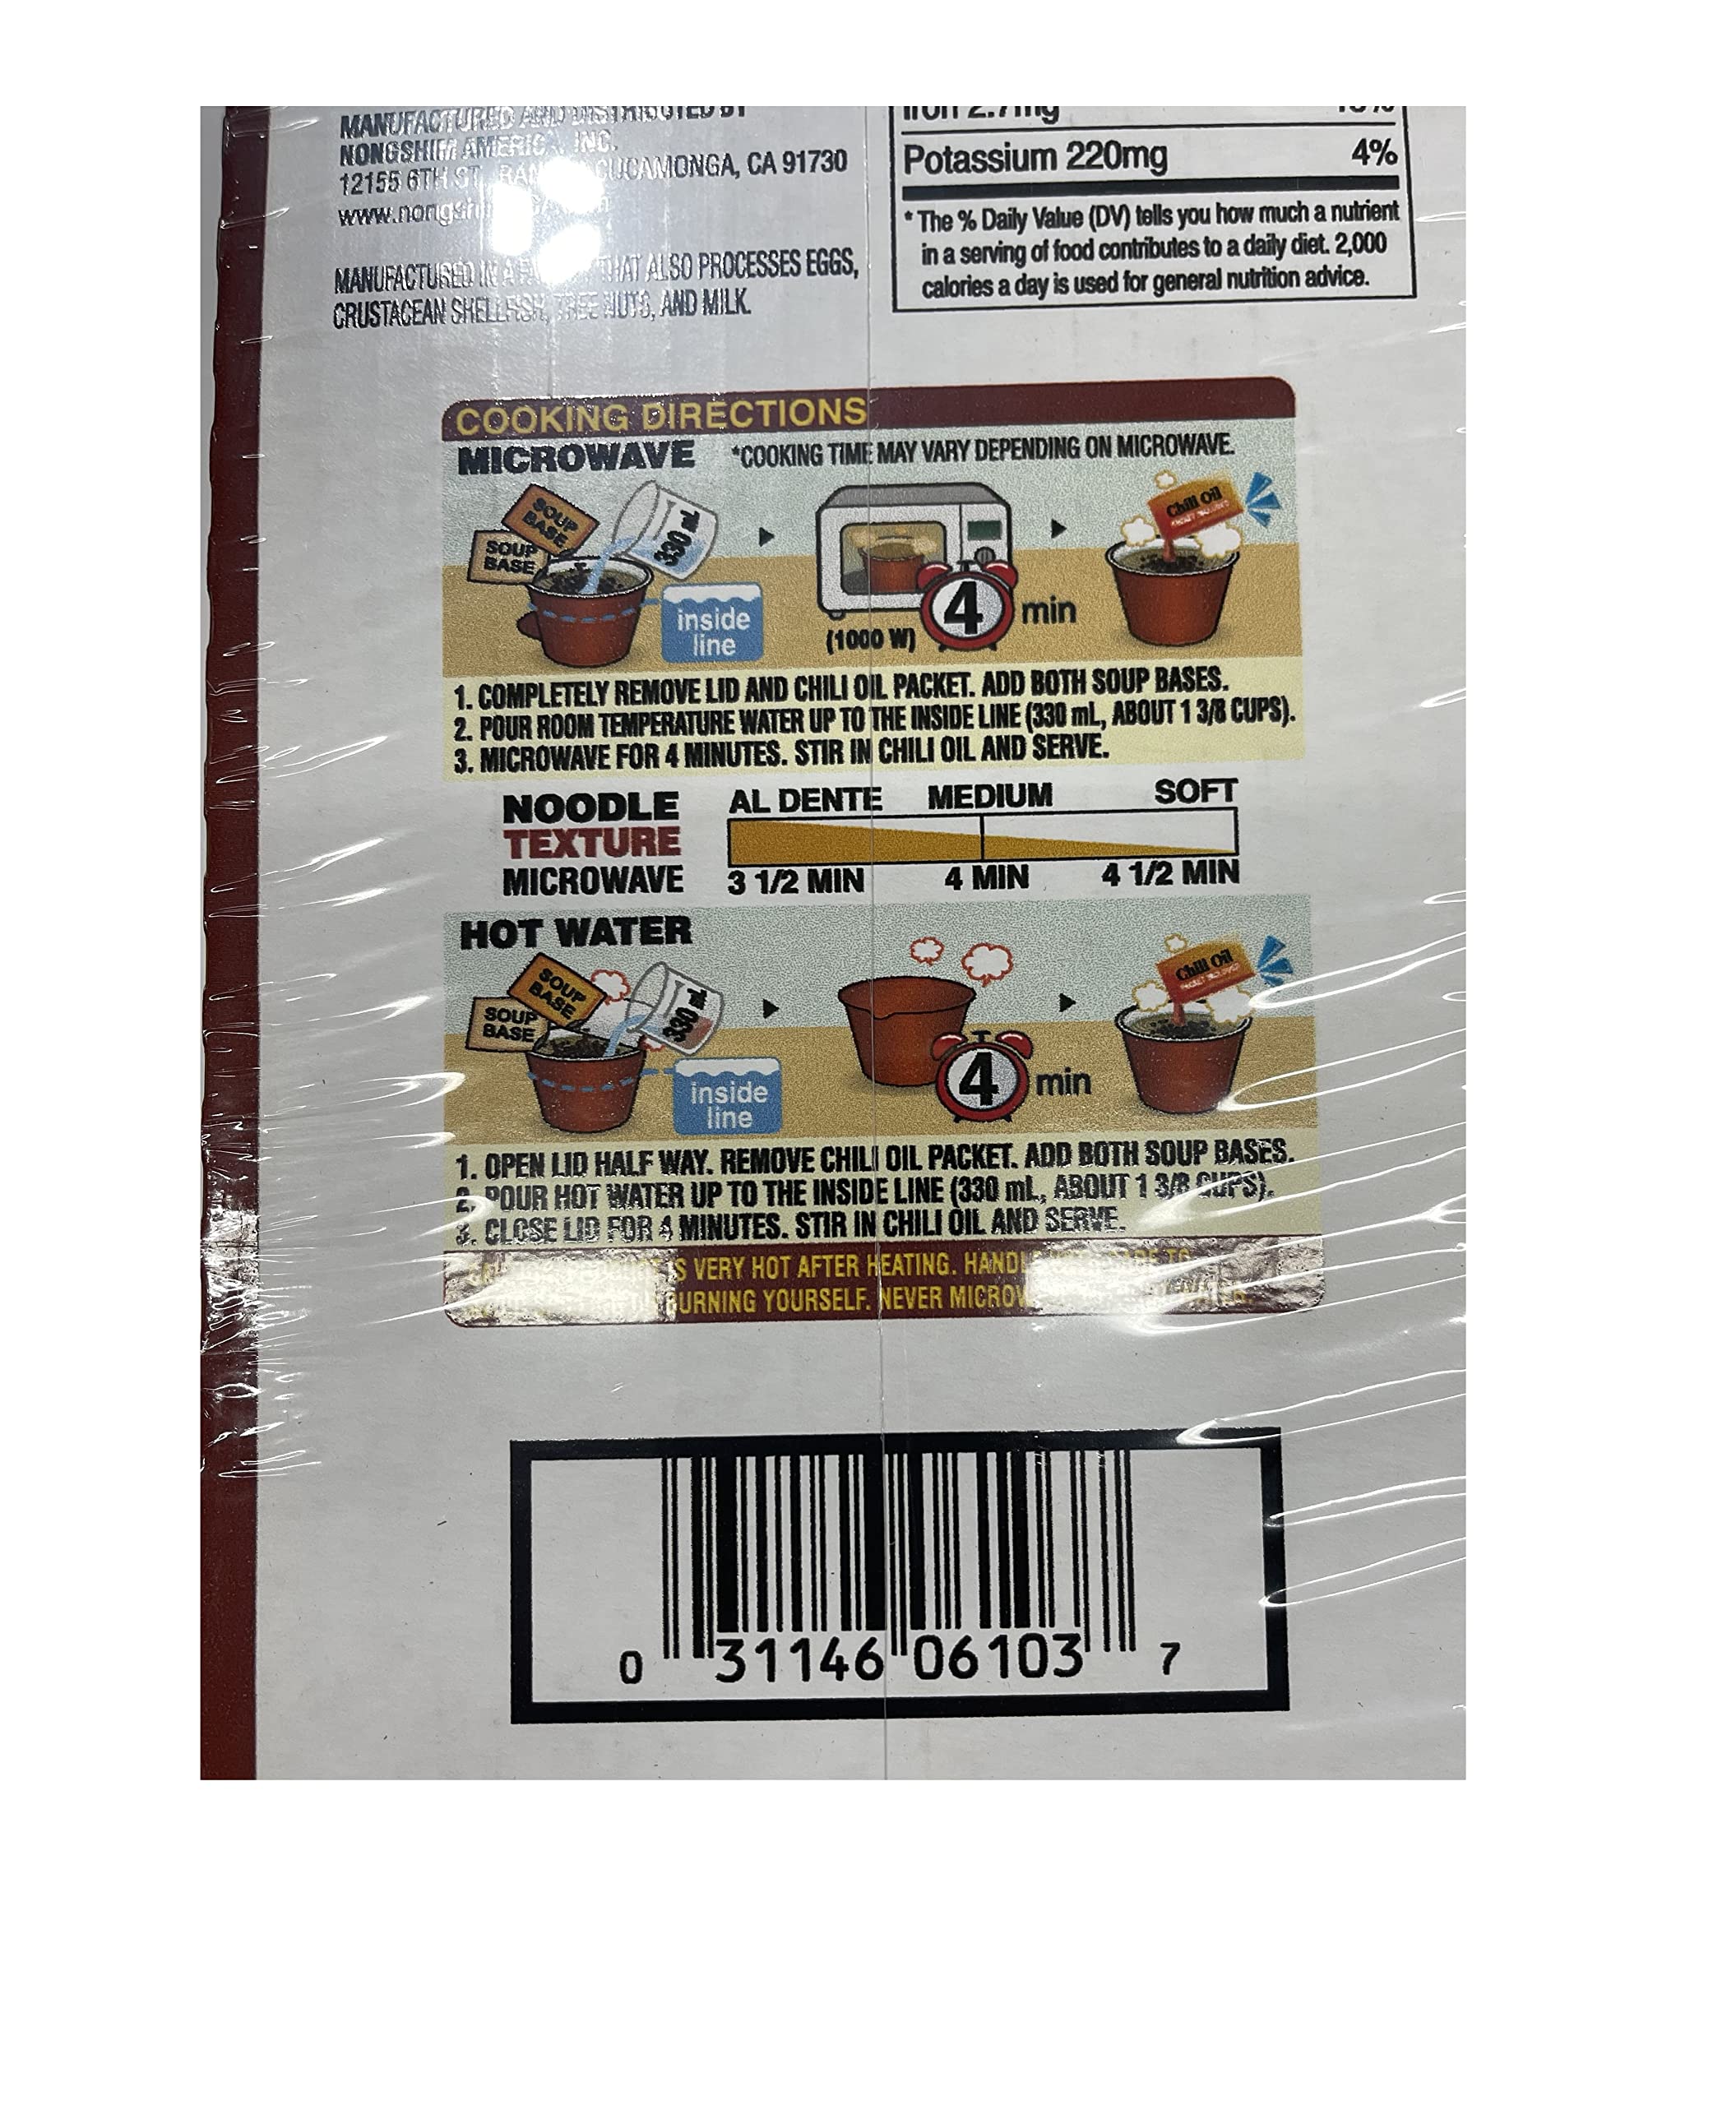 MANUFACTURED AND DISTRIBUTED BY
NONGSHIM AMERICA, INC.
12155 6TH ST. CUCAMONGA, CA 91730
MANUFACTURED IN A THAT ALSO PROCESSES EGGS,
CRUSTACEAN SHELLFISH, TREE NUTS, AND MILK.
Iron 2.7mg
Potassium 220mg 4%
* The % Daily Value (DV) tells you how much a nutrient
in a serving of food contributes to a daily diet. 2,000
calories a day is used for general nutrition advice.
COOKING DIRECTIONS
MICROWAVE *COOKING TIME MAY VARY DEPENDING ON MICROWAVE.
SOUP
BASE
SOUP
BASE
330 mL
inside
line
(1000 W)
4 min
Chili Oil
1. COMPLETELY REMOVE LID AND CHILI OIL PACKET. ADD BOTH SOUP BASES.
2. POUR ROOM TEMPERATURE WATER UP TO THE INSIDE LINE (330 mL, ABOUT 1 3/8 CUPS).
3. MICROWAVE FOR 4 MINUTES. STIR IN CHILI OIL AND SERVE.
NOODLE
TEXTURE
MICROWAVE
AL DENTE MEDIUM SOFT
3 1/2 MIN 4 MIN 4 1/2 MIN
HOT WATER
SOUP
BASE
SOUP
BASE
330 mL
inside
line
4 min
Chili Oil
1. OPEN LID HALF WAY. REMOVE CHILI OIL PACKET. ADD BOTH SOUP BASES.
2. POUR HOT WATER UP TO THE INSIDE LINE (330 mL, ABOUT 1 3/8 CUPS).
3. CLOSE LID FOR 4 MINUTES. STIR IN CHILI OIL AND SERVE.
IS VERY HOT AFTER HEATING. HANDLE TO
BURNING YOURSELF. NEVER
0 31146 06103 7